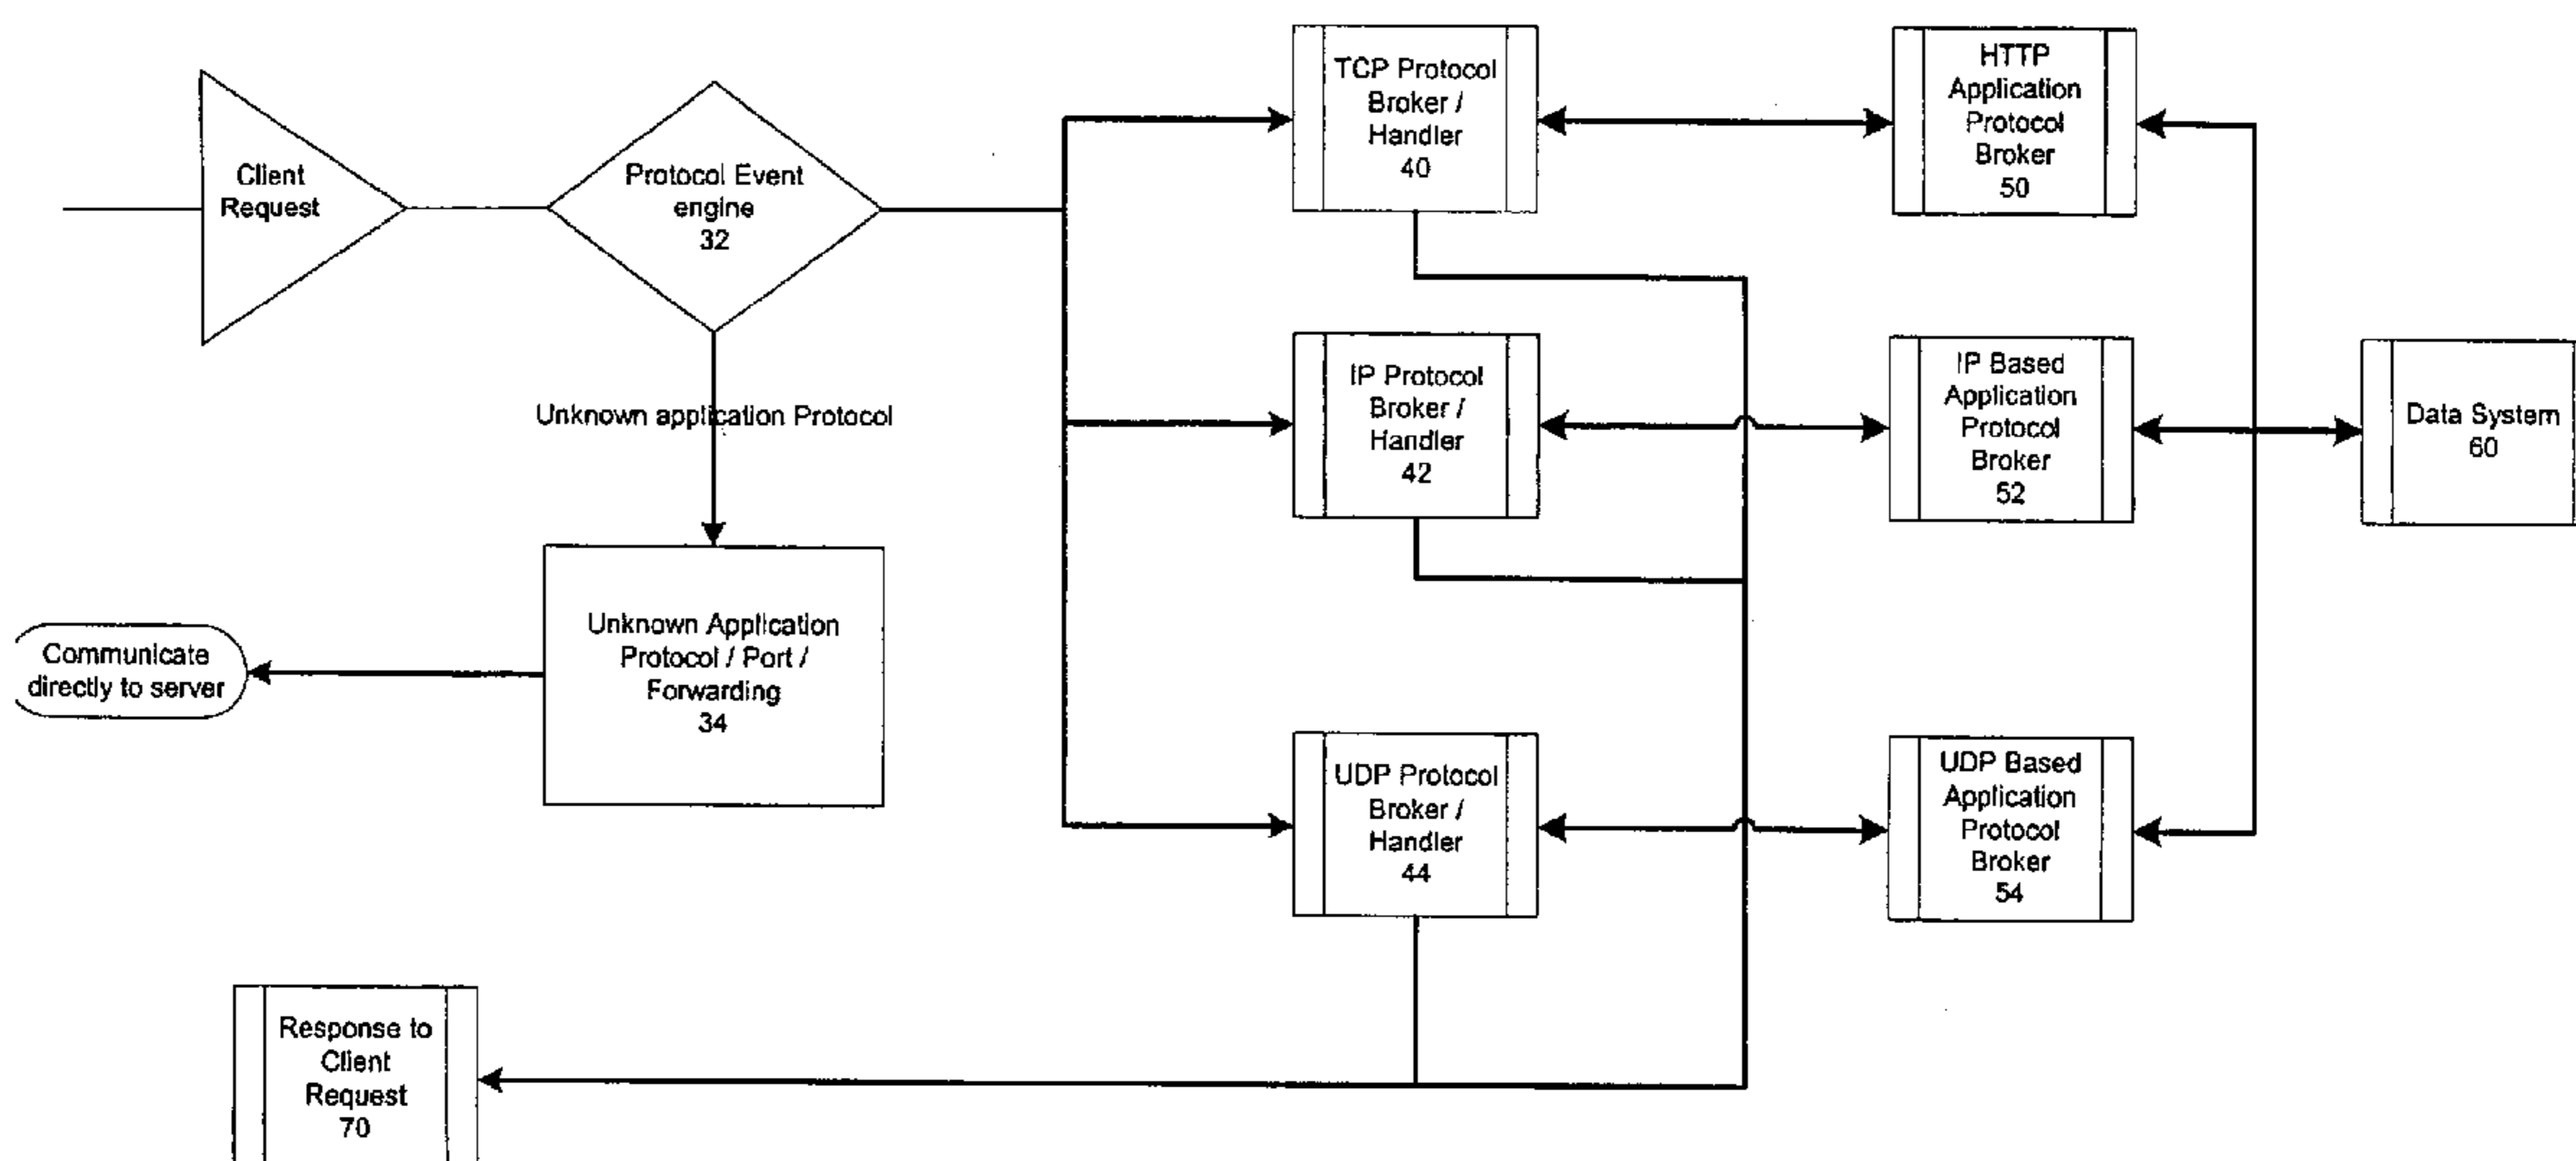 Client
Request
Protocol Event
engine
32
TCP Protocol
Broker /
Handler
40
HTTP
Application
Protocol
Broker
50
Unknown application Protocol
IP Protocol
Broker /
Handler
42
IP Based
Application
Protocol
Broker
52
Data System
60
Communicate
directly to server
Unknown Application
Protocol / Port /
Forwarding
34
UDP Protocol
Broker /
Handler
44
UDP Based
Application
Protocol
Broker
54
Response to
Client
Request
70